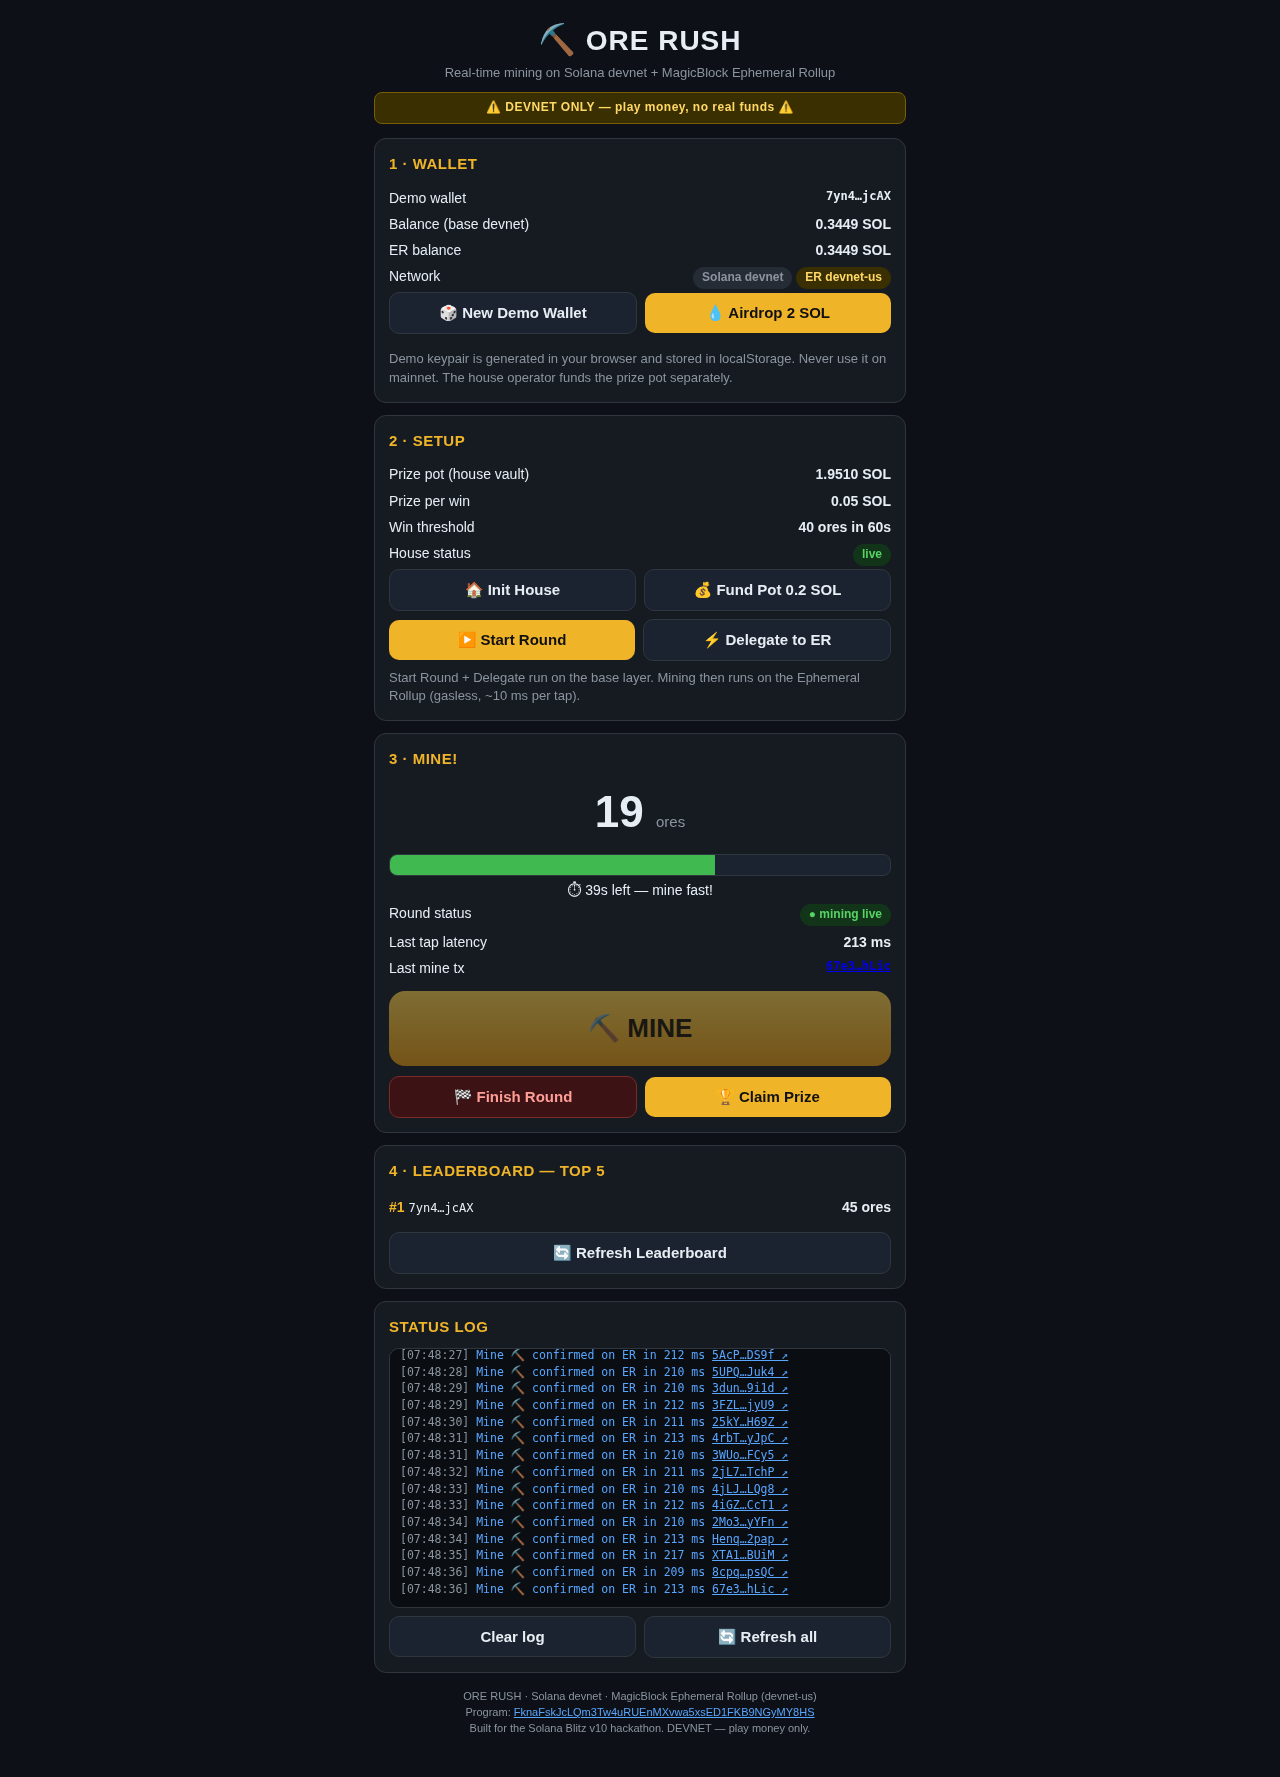 ⛏️ ORE RUSH
Real-time mining on Solana devnet + MagicBlock Ephemeral Rollup
⚠️ DEVNET ONLY — play money, no real funds ⚠️
1 · WALLET
Demo wallet 7yn4…jcAX
Balance (base devnet) 0.3449 SOL
ER balance 0.3449 SOL
Network Solana devnet ER devnet-us
🎲 New Demo Wallet 💧 Airdrop 2 SOL
Demo keypair is generated in your browser and stored in localStorage. Never use it on
mainnet. The house operator funds the prize pot separately.
2 · SETUP
Prize pot (house vault) 1.9510 SOL
Prize per win 0.05 SOL
Win threshold 40 ores in 60s
House status live
🏠 Init House 💰 Fund Pot 0.2 SOL
▶️ Start Round ⚡ Delegate to ER
Start Round + Delegate run on the base layer. Mining then runs on the Ephemeral
Rollup (gasless, ~10 ms per tap).
3 · MINE!
19 ores
⏱ 39s left — mine fast!
Round status ● mining live
Last tap latency 213 ms
Last mine tx 67e3…hLic
⛏️ MINE
🏁 Finish Round 🏆 Claim Prize
4 · LEADERBOARD — TOP 5
#1 7yn4…jcAX 45 ores
🔄 Refresh Leaderboard
STATUS LOG
[07:48:27] Mine ⛏️ confirmed on ER in 212 ms 5AcP…DS9f ↗
[07:48:28] Mine ⛏️ confirmed on ER in 210 ms 5UPQ…Juk4 ↗
[07:48:29] Mine ⛏️ confirmed on ER in 210 ms 3dun…9i1d ↗
[07:48:29] Mine ⛏️ confirmed on ER in 212 ms 3FZL…jyU9 ↗
[07:48:30] Mine ⛏️ confirmed on ER in 211 ms 25kY…H69Z ↗
[07:48:31] Mine ⛏️ confirmed on ER in 213 ms 4rbT…yJpC ↗
[07:48:31] Mine ⛏️ confirmed on ER in 210 ms 3WUo…FCy5 ↗
[07:48:32] Mine ⛏️ confirmed on ER in 211 ms 2jL7…TchP ↗
[07:48:33] Mine ⛏️ confirmed on ER in 210 ms 4jLJ…LQg8 ↗
[07:48:33] Mine ⛏️ confirmed on ER in 212 ms 4iGZ…CcT1 ↗
[07:48:34] Mine ⛏️ confirmed on ER in 210 ms 2Mo3…yYFn ↗
[07:48:34] Mine ⛏️ confirmed on ER in 213 ms Henq…2pap ↗
[07:48:35] Mine ⛏️ confirmed on ER in 217 ms XTA1…BUiM ↗
[07:48:36] Mine ⛏️ confirmed on ER in 209 ms 8cpq…psQC ↗
[07:48:36] Mine ⛏️ confirmed on ER in 213 ms 67e3…hLic ↗
Clear log 🔄 Refresh all
ORE RUSH · Solana devnet · MagicBlock Ephemeral Rollup (devnet-us)
Program: FknaFskJcLQm3Tw4uRUEnMXvwa5xsED1FKB9NGyMY8HS
Built for the Solana Blitz v10 hackathon. DEVNET — play money only.